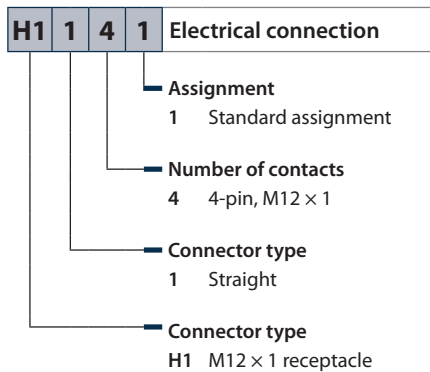 H1 1 4 1 Electrical connection
Assignment
1 Standard assignment
Number of contacts
4 4-pin, M12 × 1
Connector type
1 Straight
Connector type
H1 M12 × 1 receptacle